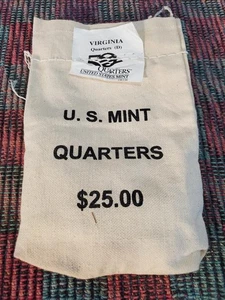 VIRGINIA
Quarters (D)
QUARTERS
UNITED STATES MINT
U. S. MINT
QUARTERS
$25.00